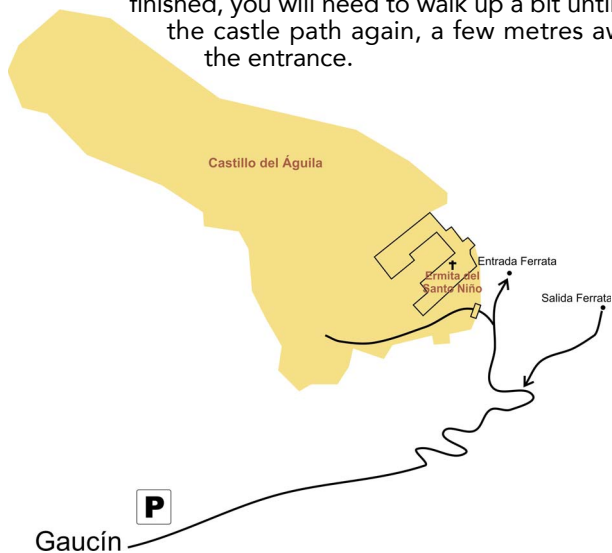 finished, you will need to walk up a bit until
the castle path again, a few metres
the entrance.
Castillo del Águila
Ermita del
Santo Niño
Entrada Ferrata
Salida Ferrata
P
Gaucín